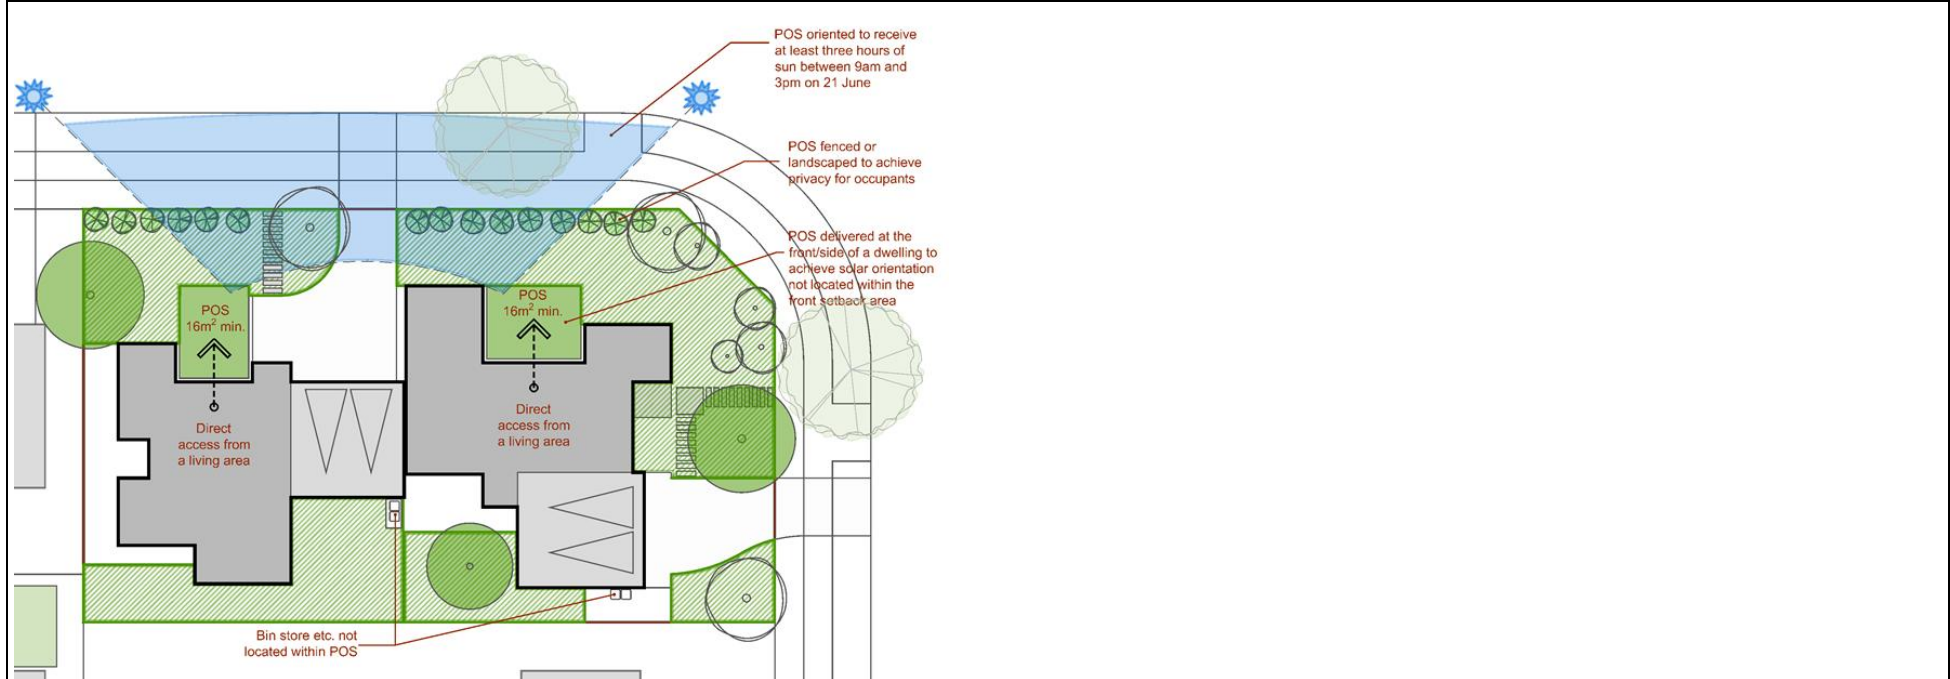 POS oriented to receive
at least three hours of
sun between 9am and
3pm on 21 June
POS fenced or
landscaped to achieve
privacy for occupants
POS delivered at the
front/side of a dwelling to
achieve solar orientation
not located within the
front setback area
POS
16m² min.
POS
16m² min.
Direct
access from
a living area
Direct
access from
a living area
Bin store etc. not
located within POS